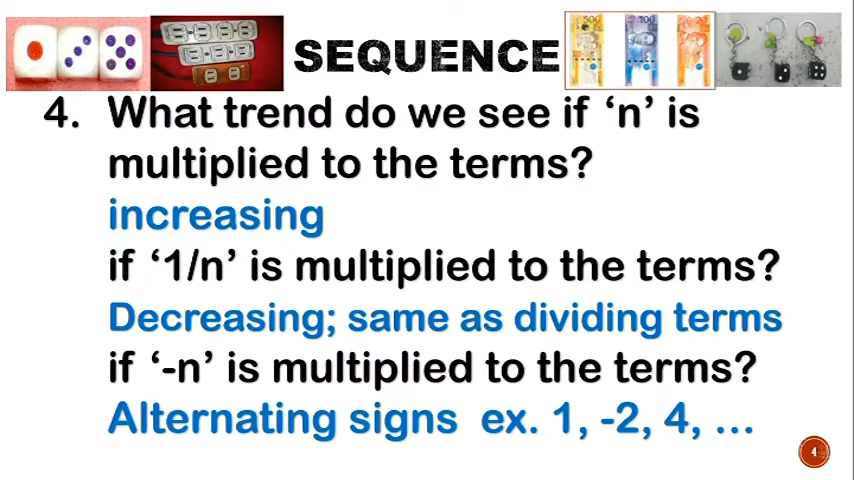 SEQUENCE
4. What trend do we see if ‘n’ is
multiplied to the terms?
increasing
if ‘1/n’ is multiplied to the terms?
Decreasing; same as dividing terms
if ‘-n’ is multiplied to the terms?
Alternating signs ex. 1, -2, 4, …
4